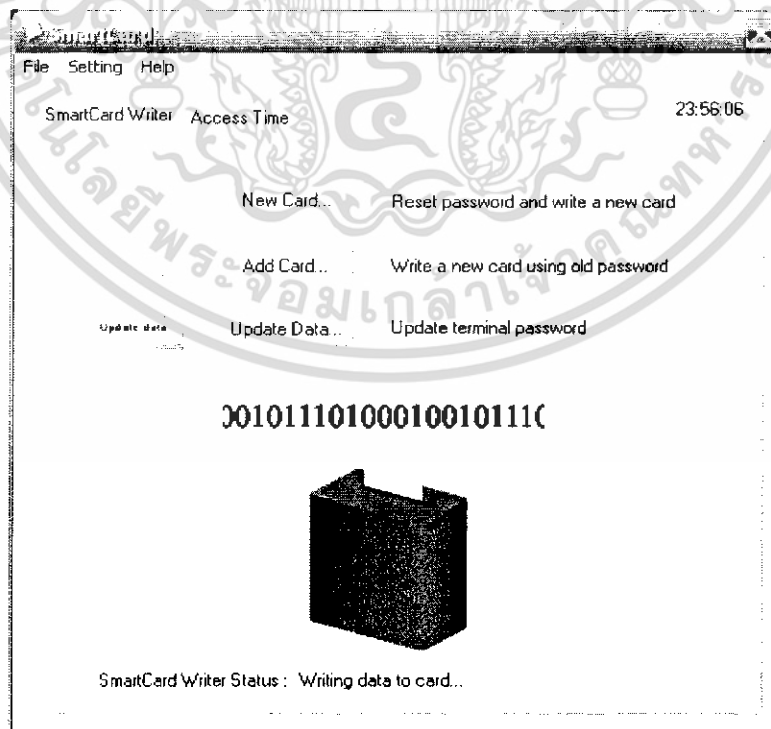 SmartCard
File Setting Help
SmartCard Writer Access Time 23:56:06
New Card... Reset password and write a new card
Add Card... Write a new card using old password
Update data Update Data... Update terminal password
001011101000100101110
SmartCard Writer Status : Writing data to card...